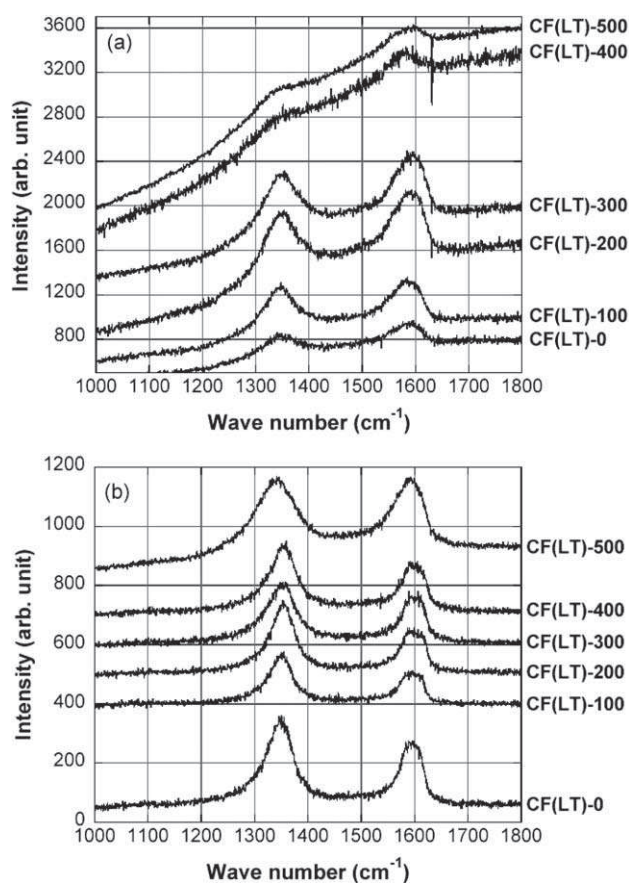 (a)
3600
3200
2800
2400
2000
1600
1200
800
Intensity (arb. unit)
CF(LT)-500
CF(LT)-400
CF(LT)-300
CF(LT)-200
CF(LT)-100
CF(LT)-0
1000 1100 1200 1300 1400 1500 1600 1700 1800
Wave number (cm⁻¹)
(b)
1200
1000
800
600
400
200
0
Intensity (arb. unit)
CF(LT)-500
CF(LT)-400
CF(LT)-300
CF(LT)-200
CF(LT)-100
CF(LT)-0
1000 1100 1200 1300 1400 1500 1600 1700 1800
Wave number (cm⁻¹)